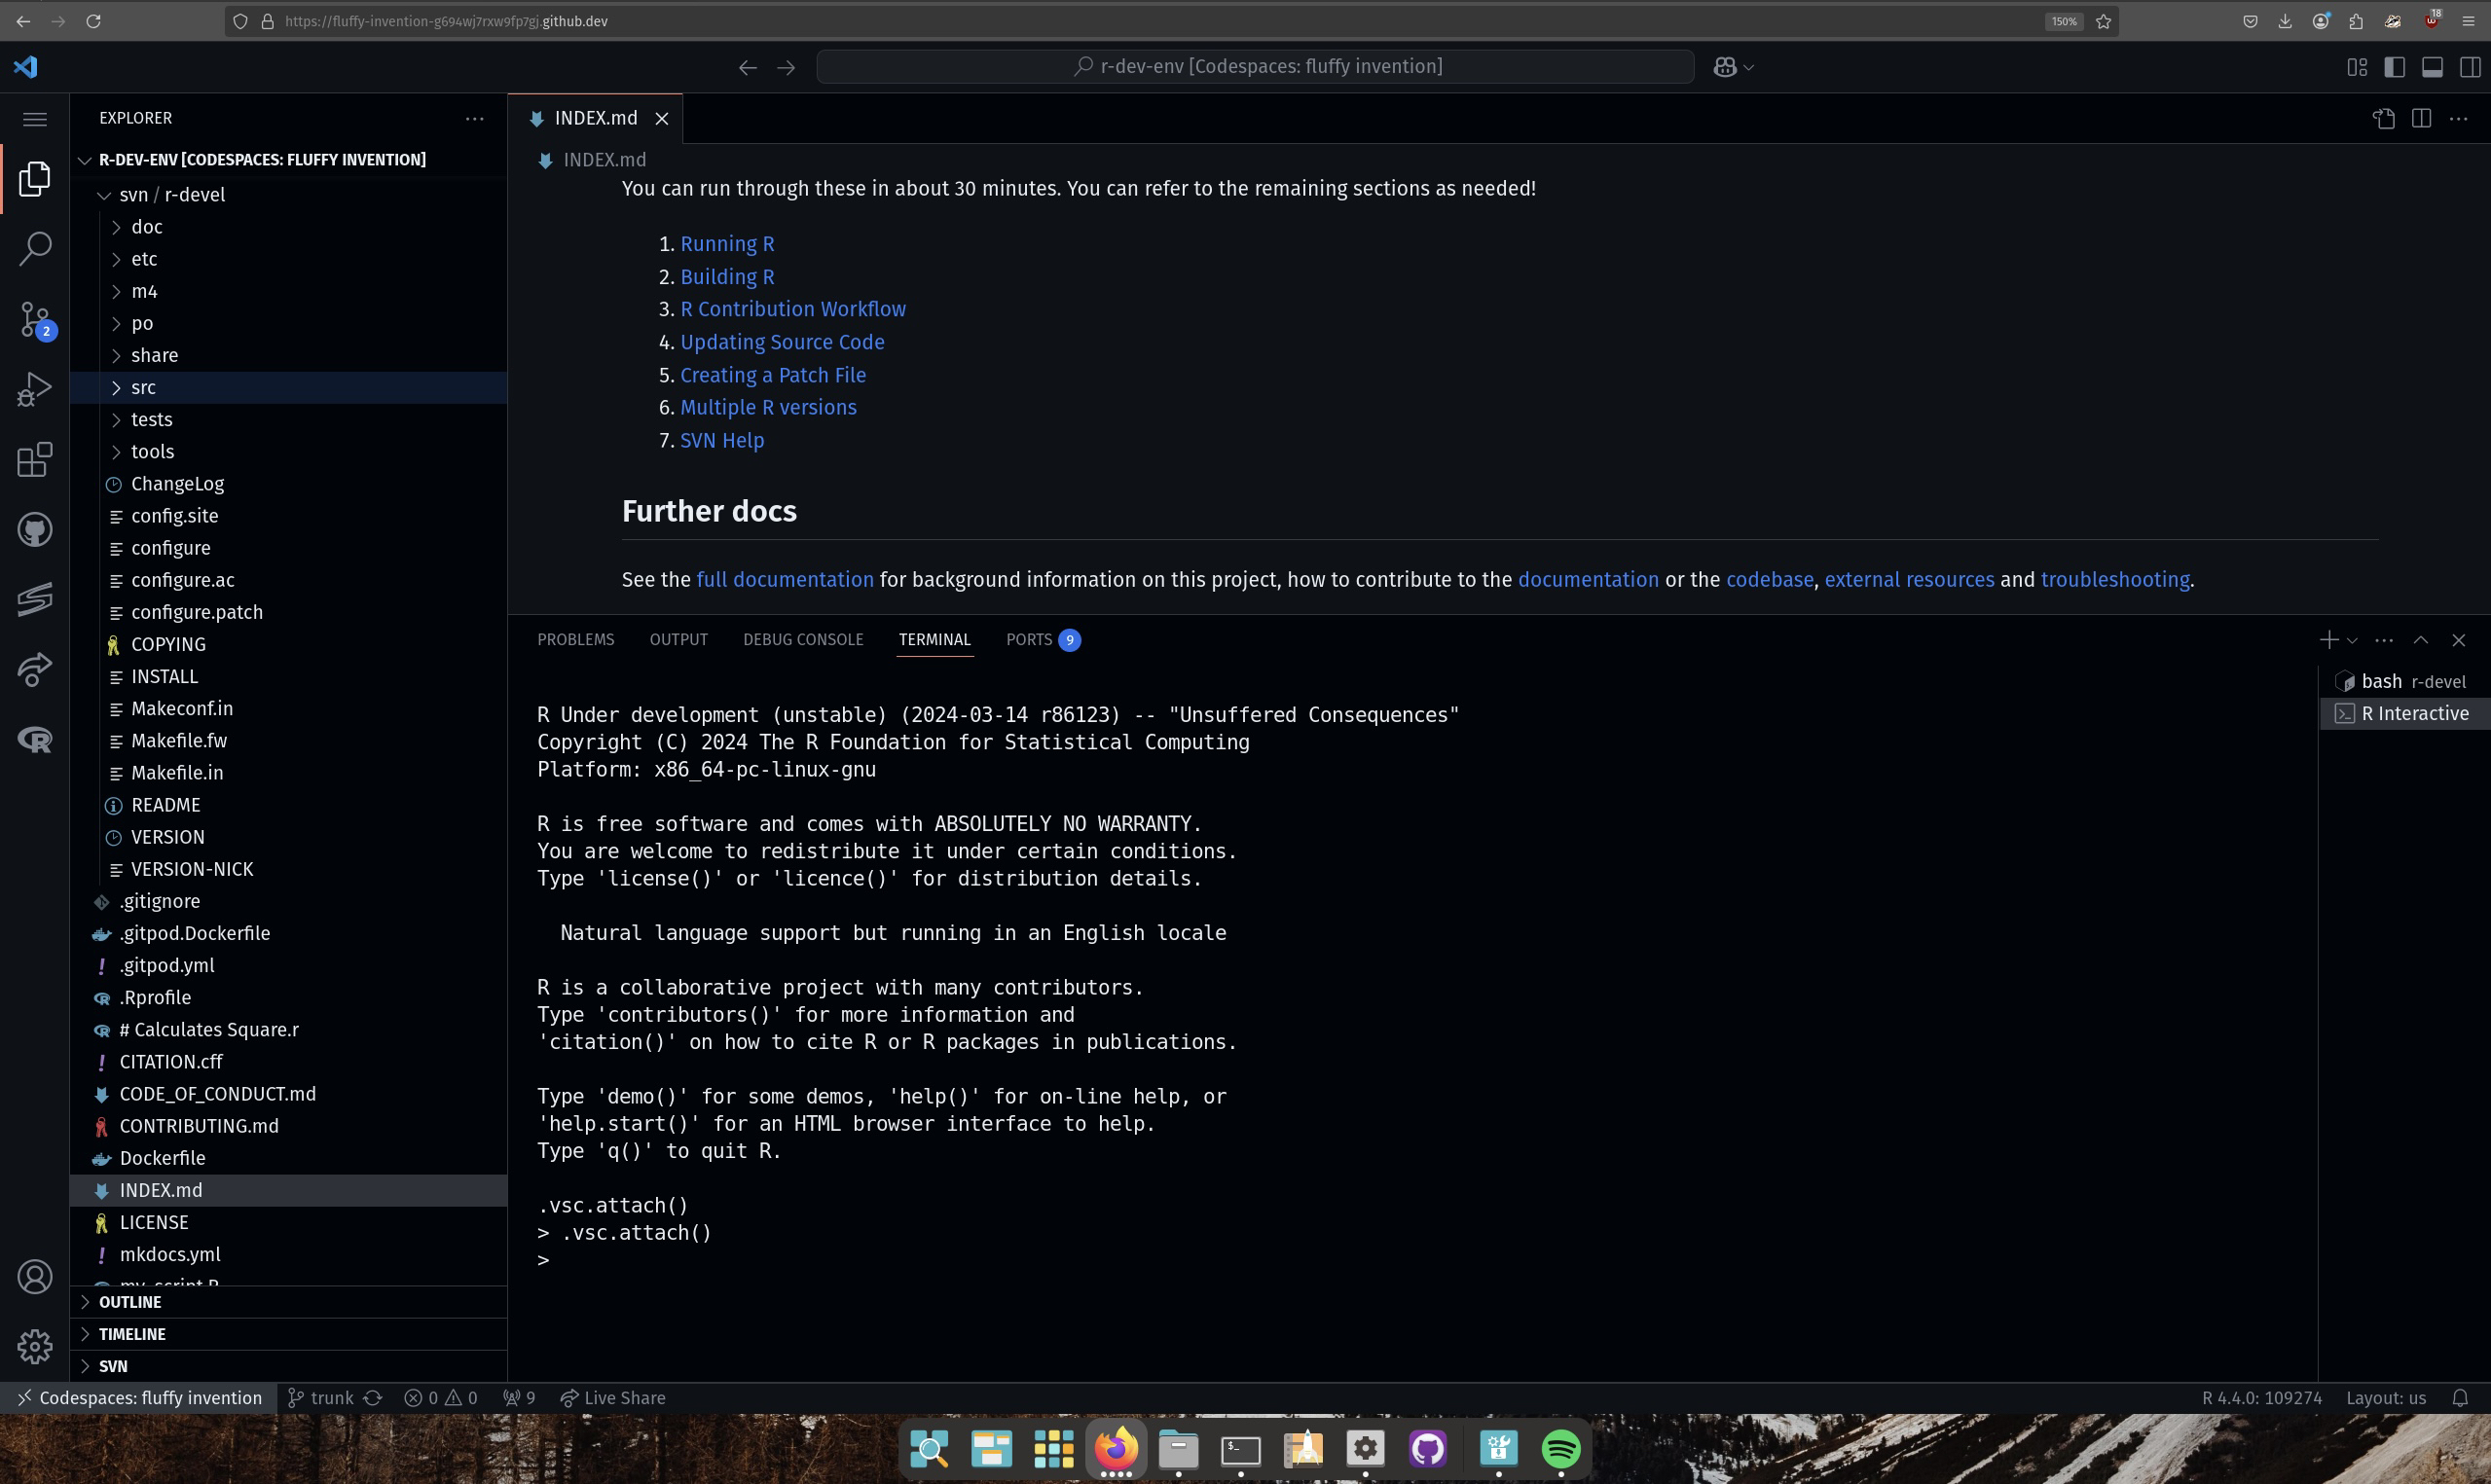 https://fluffy-invention-g694wj7rxw9fp7gj.github.dev
150%
18
r-dev-env [Codespaces: fluffy invention]
EXPLORER
R-DEV-ENV [CODESPACES: FLUFFY INVENTION]
svn / r-devel
doc
etc
m4
po
share
src
tests
tools
ChangeLog
config.site
configure
configure.ac
configure.patch
COPYING
INSTALL
Makeconf.in
Makefile.fw
Makefile.in
README
VERSION
VERSION-NICK
.gitignore
.gitpod.Dockerfile
.gitpod.yml
.Rprofile
# Calculates Square.r
CITATION.cff
CODE_OF_CONDUCT.md
CONTRIBUTING.md
Dockerfile
INDEX.md
LICENSE
mkdocs.yml
my_script.R
OUTLINE
TIMELINE
SVN
2
INDEX.md
INDEX.md
You can run through these in about 30 minutes. You can refer to the remaining sections as needed!
1. Running R
2. Building R
3. R Contribution Workflow
4. Updating Source Code
5. Creating a Patch File
6. Multiple R versions
7. SVN Help
Further docs
See the full documentation for background information on this project, how to contribute to the documentation or the codebase, external resources and troubleshooting.
PROBLEMS OUTPUT DEBUG CONSOLE TERMINAL PORTS 9
R Under development (unstable) (2024-03-14 r86123) -- "Unsuffered Consequences"
Copyright (C) 2024 The R Foundation for Statistical Computing
Platform: x86_64-pc-linux-gnu
R is free software and comes with ABSOLUTELY NO WARRANTY.
You are welcome to redistribute it under certain conditions.
Type 'license()' or 'licence()' for distribution details.
Natural language support but running in an English locale
R is a collaborative project with many contributors.
Type 'contributors()' for more information and
'citation()' on how to cite R or R packages in publications.
Type 'demo()' for some demos, 'help()' for on-line help, or
'help.start()' for an HTML browser interface to help.
Type 'q()' to quit R.
.vsc.attach()
> .vsc.attach()
>
bash r-devel
R Interactive
Codespaces: fluffy invention trunk 0 0 9 Live Share R 4.4.0: 109274 Layout: us